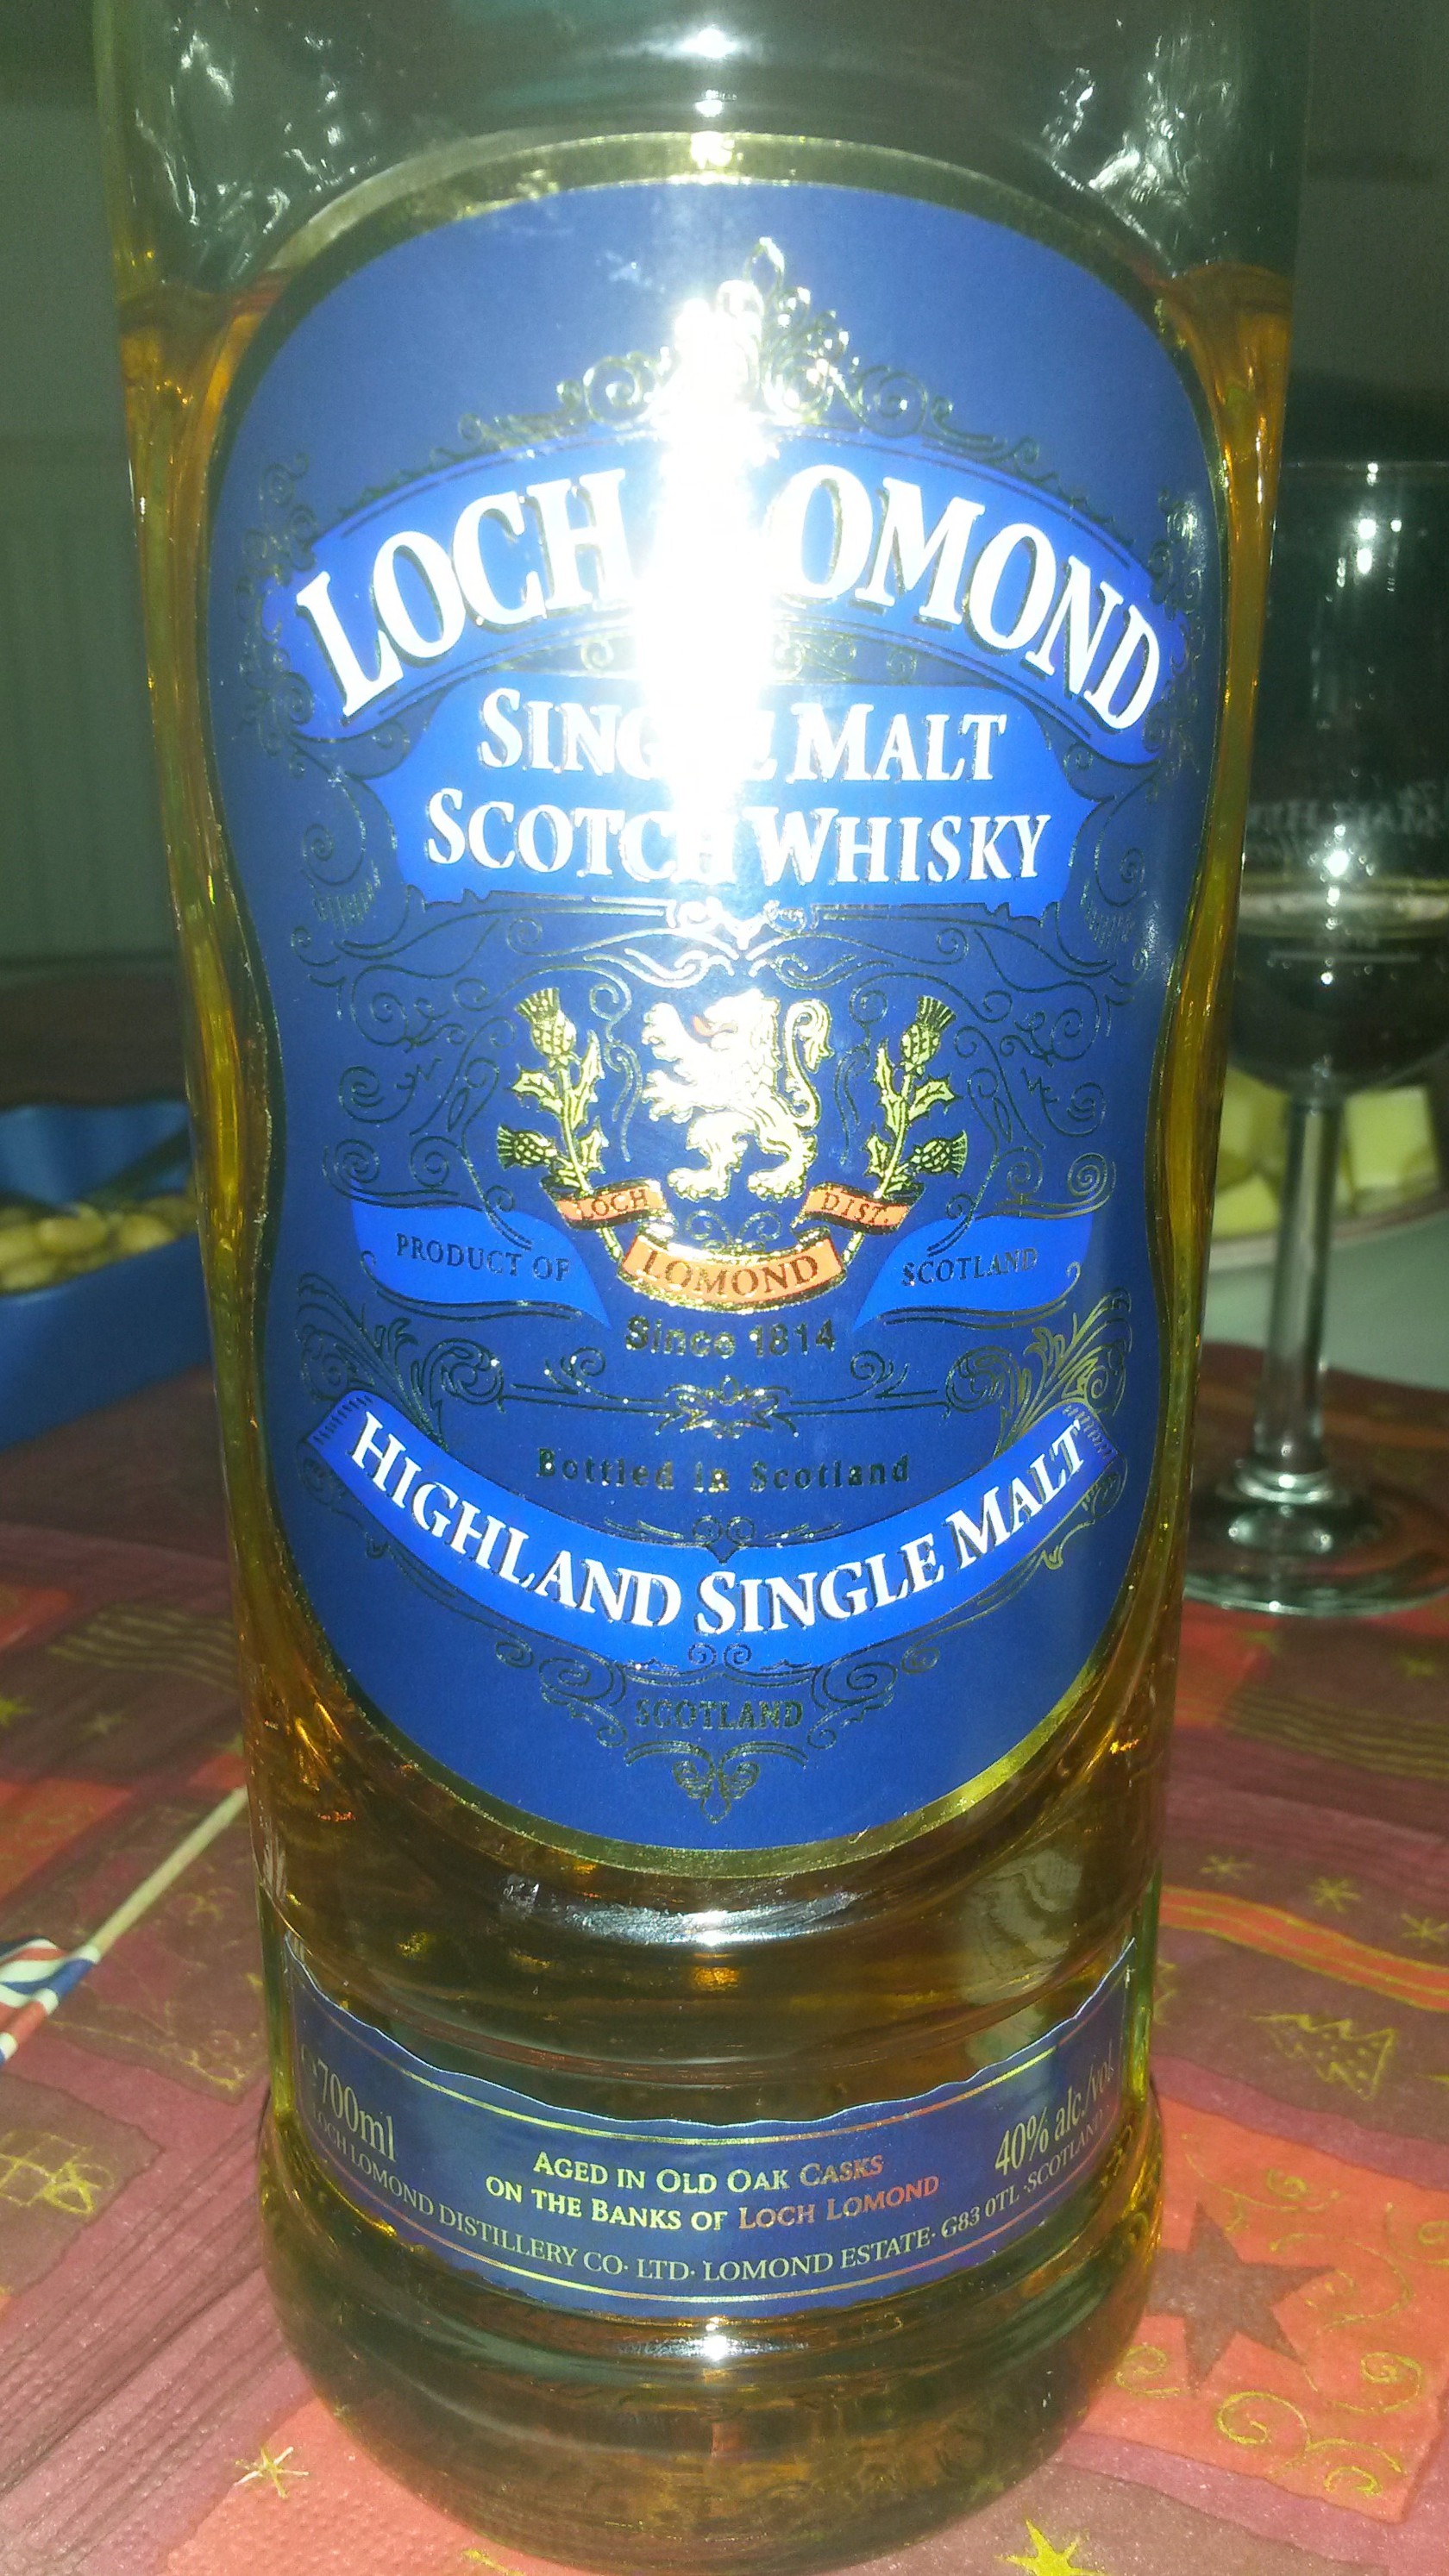 LOCH LOMOND
SINGLE MALT
SCOTCH WHISKY
LOCH LOMOND DIST.
PRODUCT OF SCOTLAND
Since 1814
Bottled in Scotland
HIGHLAND SINGLE MALT
SCOTLAND
700ml
40% alc./vol.
AGED IN OLD OAK CASKS
ON THE BANKS OF LOCH LOMOND
LOCH LOMOND DISTILLERY CO· LTD· LOMOND ESTATE· G83 0TL ·SCOTLAND